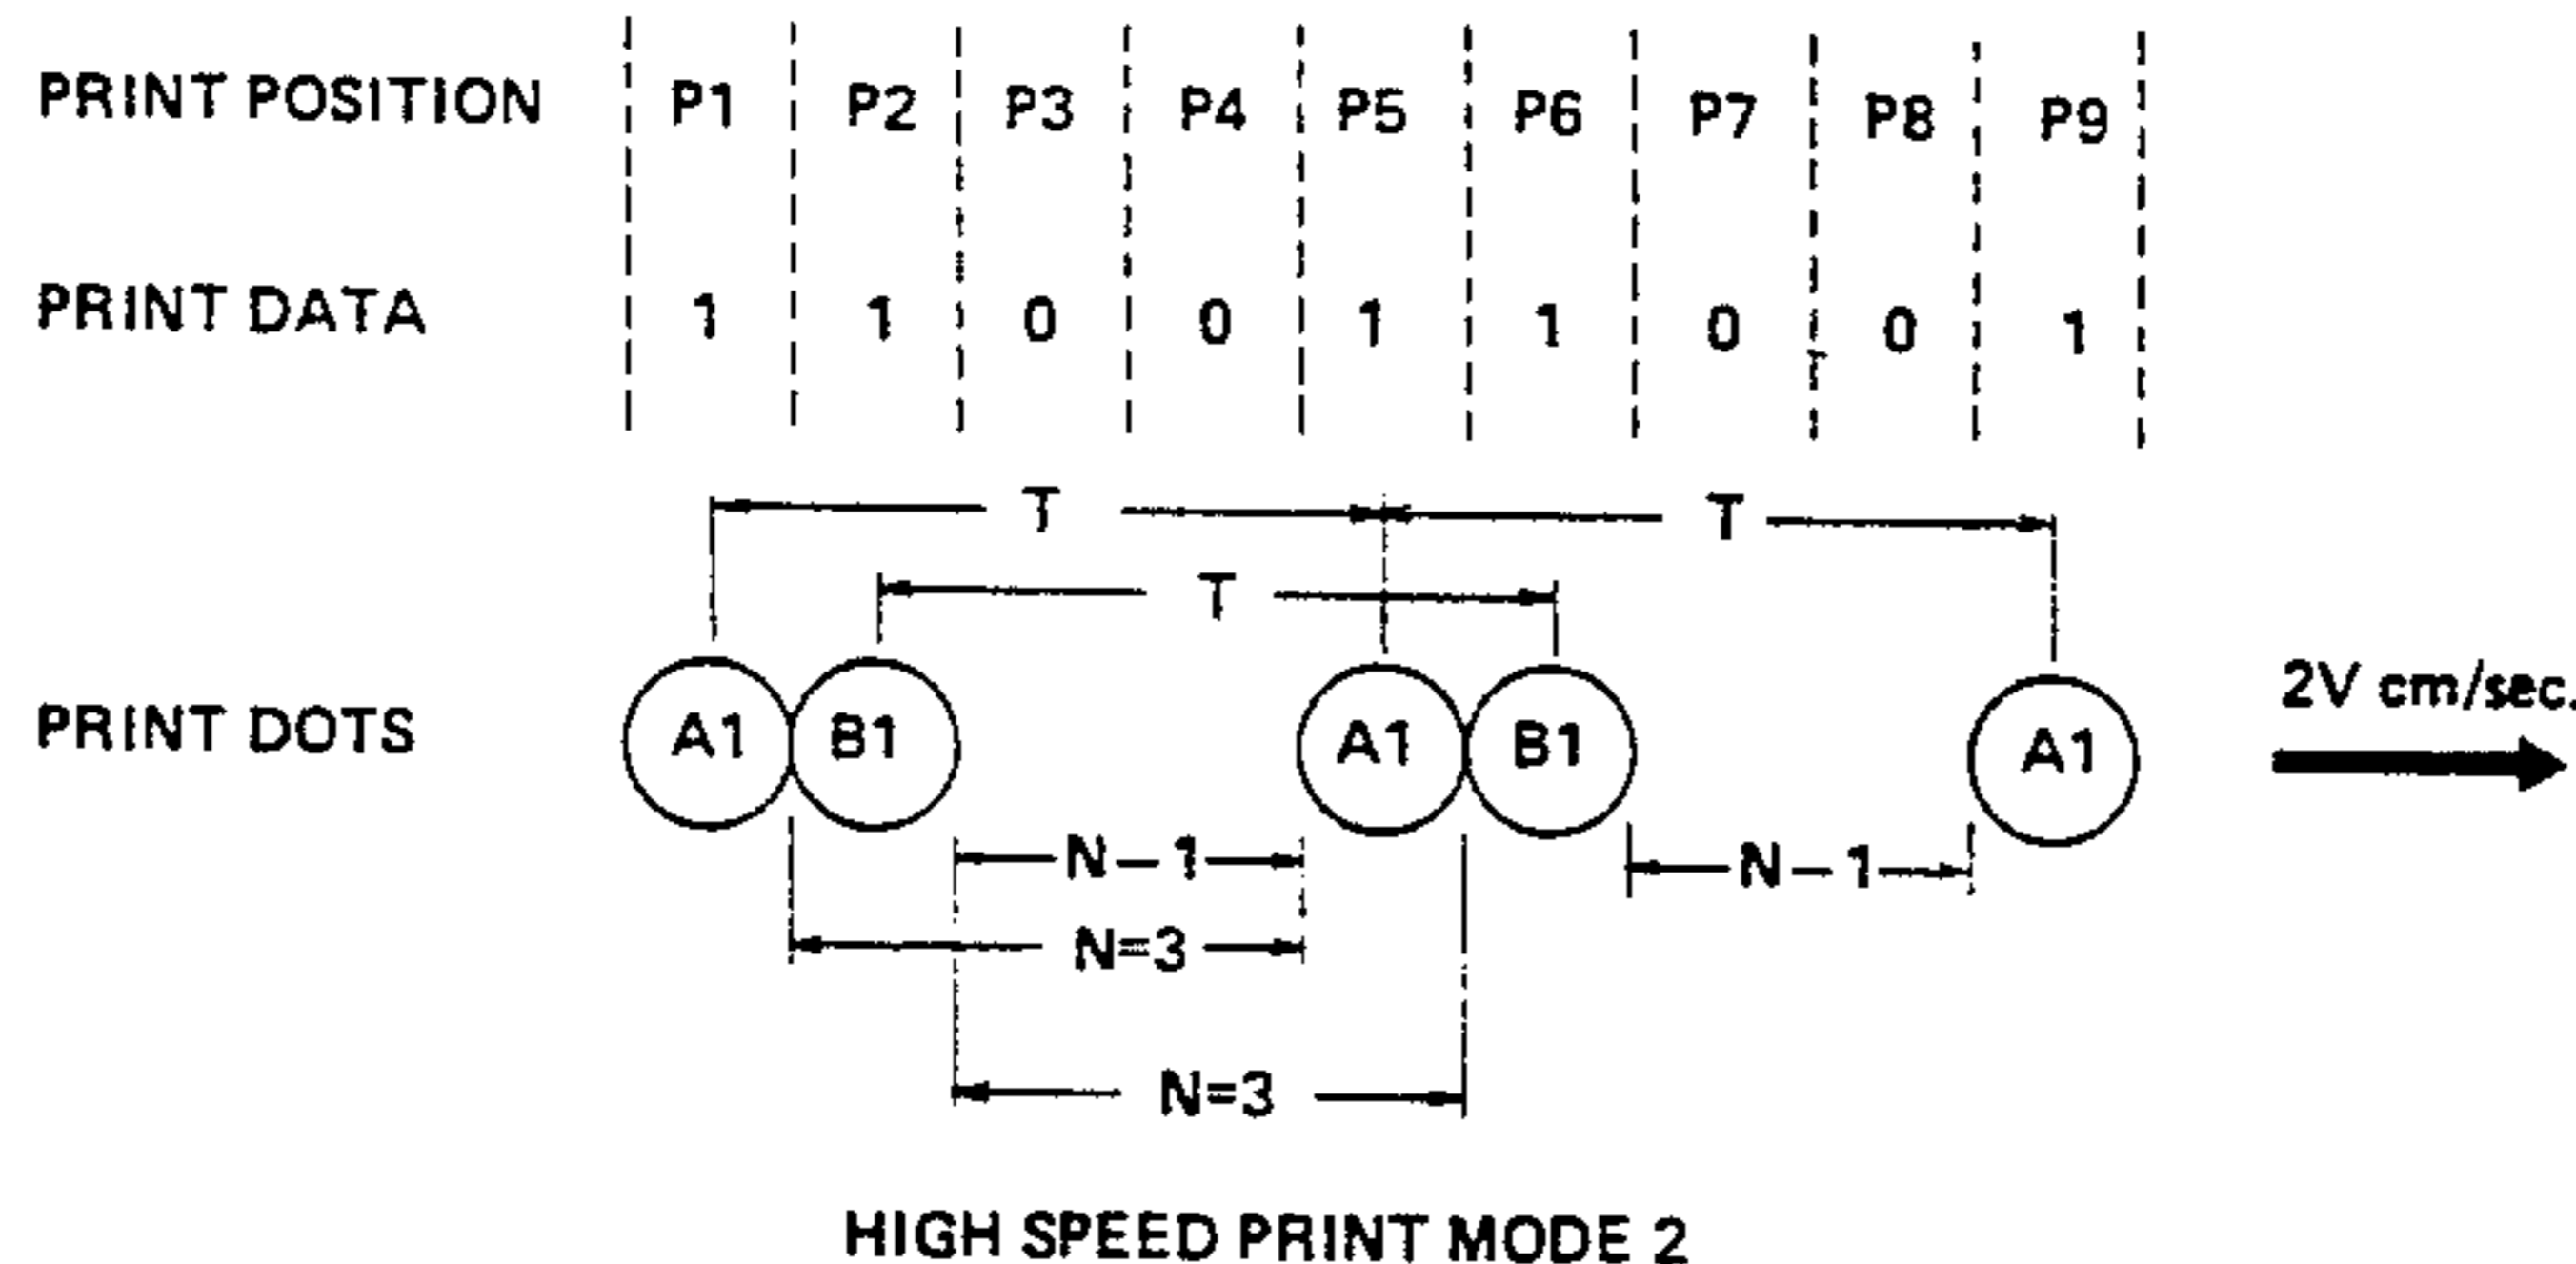 PRINT POSITION P1 P2 P3 P4 P5 P6 P7 P8 P9
PRINT DATA 1 1 0 0 1 1 0 0 1
T T
T
PRINT DOTS A1 B1 A1 B1 A1 2V cm/sec.
N-1 N-1
N=3
N=3
HIGH SPEED PRINT MODE 2